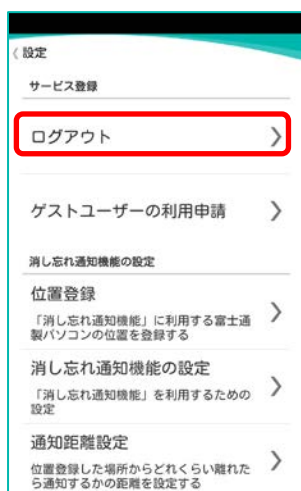 設定
サービス登録
ログアウト
ゲストユーザーの利用申請
消し忘れ通知機能の設定
位置登録
「消し忘れ通知機能」に利用する富士通
製パソコンの位置を登録する
消し忘れ通知機能の設定
「消し忘れ通知機能」を利用するための
設定
通知距離設定
位置登録した場所からどれくらい離れた
ら通知するかの距離を設定する